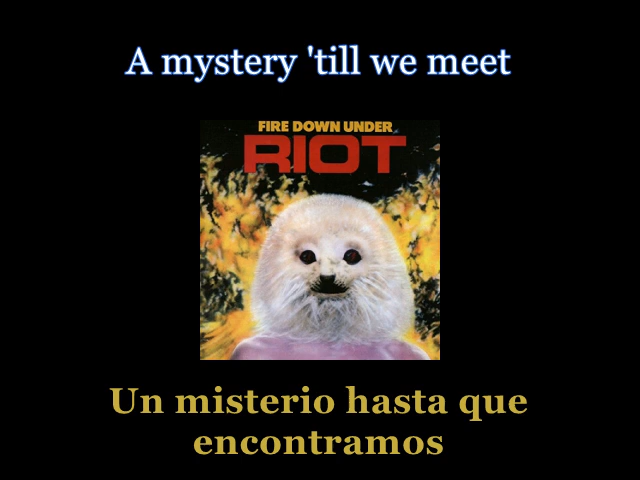 A mystery 'till we meet
FIRE DOWN UNDER
RIOT
Un misterio hasta que
encontramos